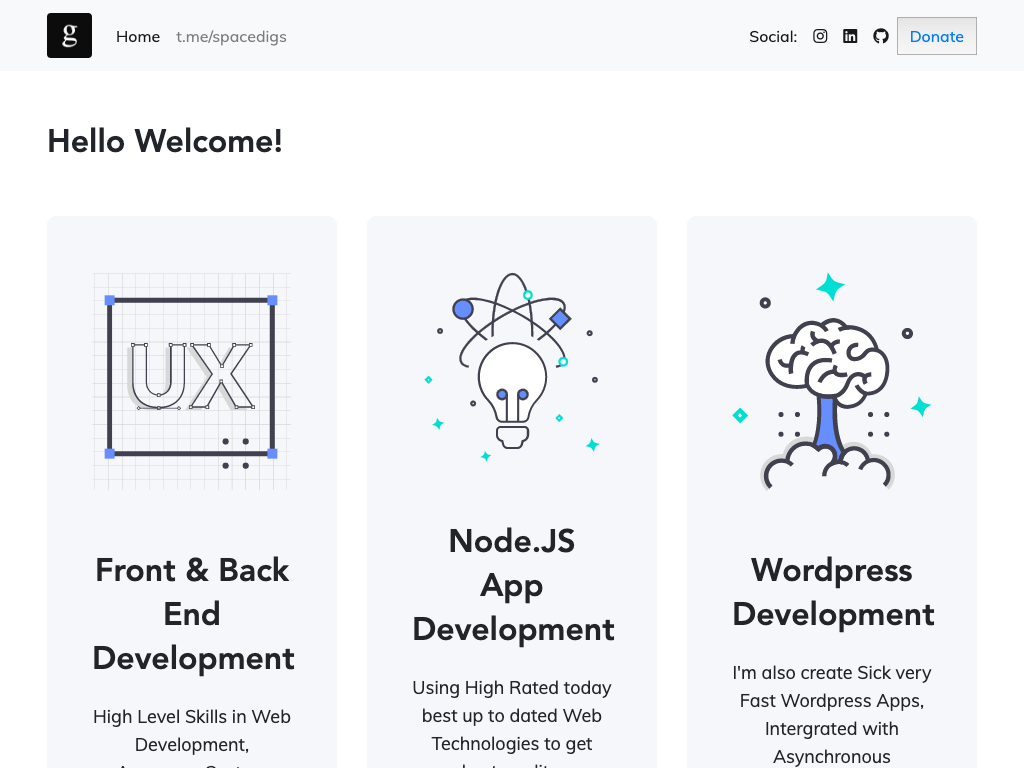 g
Home t.me/spacedigs
Social:
Donate
Hello Welcome!
UX
Front & Back
End
Development
High Level Skills in Web
Development,
Node.JS
App
Development
Using High Rated today
best up to dated Web
Technologies to get
Wordpress
Development
I'm also create Sick very
Fast Wordpress Apps,
Intergrated with
Asynchronous